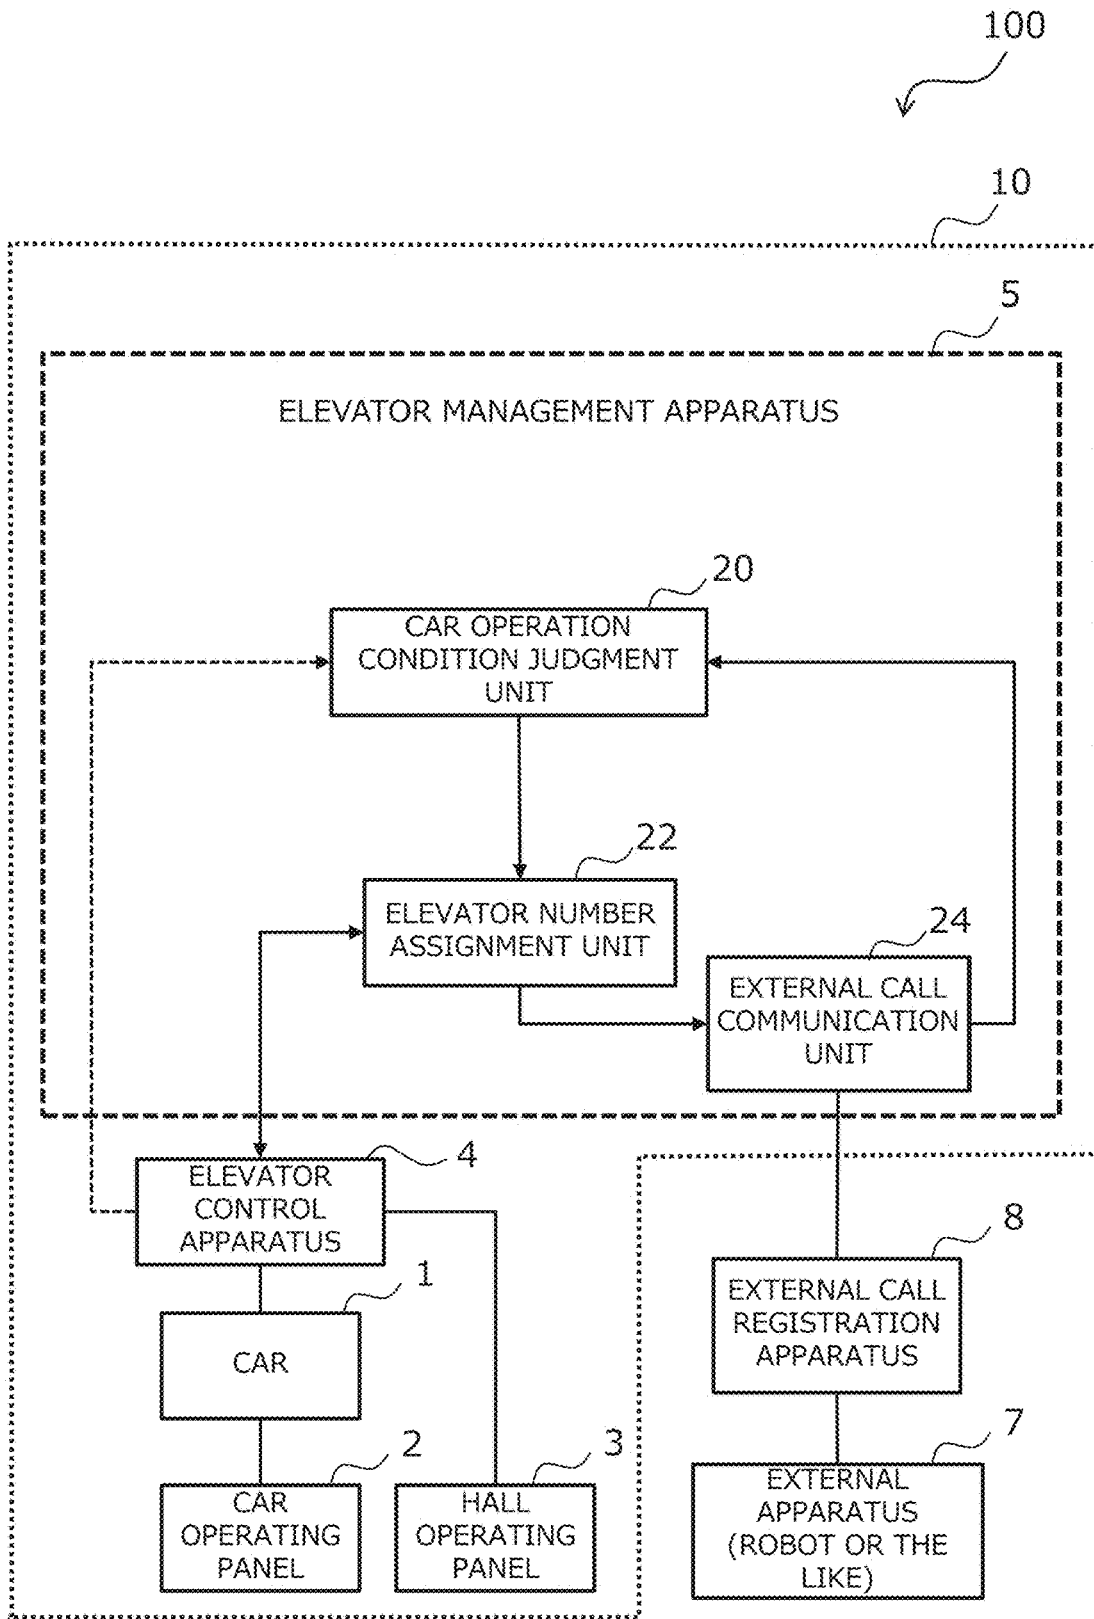 100
10
5
ELEVATOR MANAGEMENT APPARATUS
20
CAR OPERATION
CONDITION JUDGMENT
UNIT
22
ELEVATOR NUMBER
ASSIGNMENT UNIT
24
EXTERNAL CALL
COMMUNICATION
UNIT
4
ELEVATOR
CONTROL
APPARATUS
8
EXTERNAL CALL
REGISTRATION
APPARATUS
1
CAR
2
CAR
OPERATING
PANEL
3
HALL
OPERATING
PANEL
7
EXTERNAL
APPARATUS
(ROBOT OR THE
LIKE)